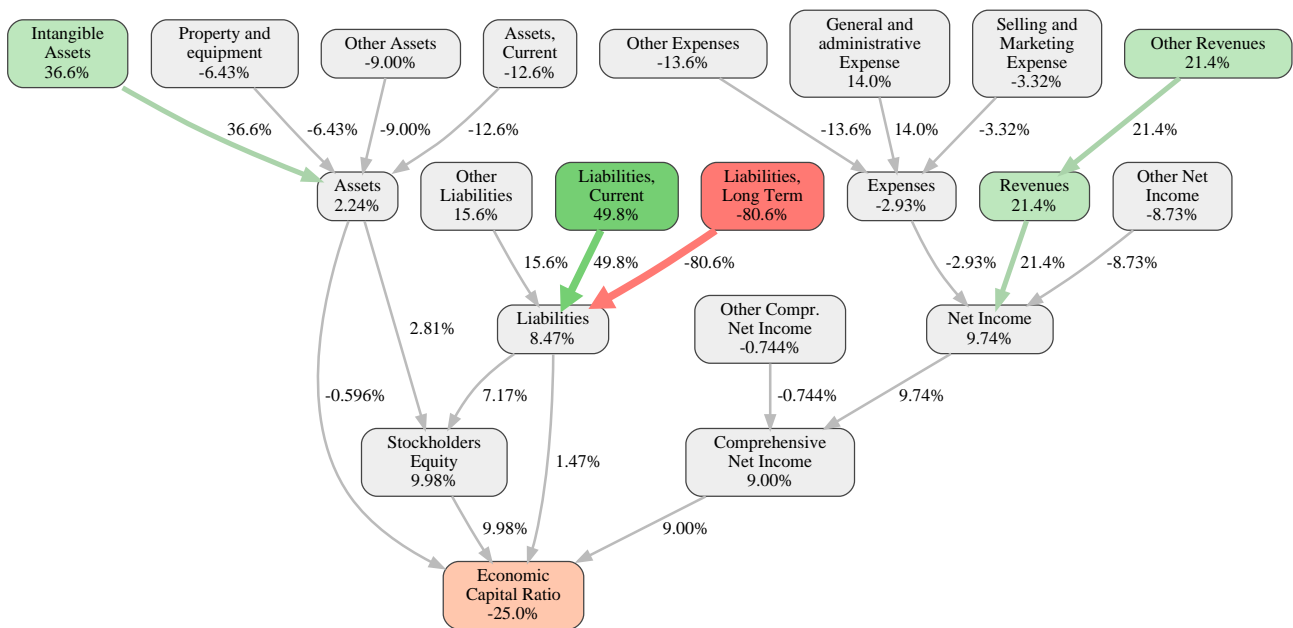 Intangible
Assets
36.6%
Property and
equipment
-6.43%
Other Assets
-9.00%
Assets,
Current
-12.6%
Other Expenses
-13.6%
General and
administrative
Expense
14.0%
Selling and
Marketing
Expense
-3.32%
Other Revenues
21.4%
36.6%
-6.43%
-9.00%
-12.6%
-13.6%
14.0%
-3.32%
21.4%
Assets
2.24%
Other
Liabilities
15.6%
Liabilities,
Current
49.8%
Liabilities,
Long Term
-80.6%
Expenses
-2.93%
Revenues
21.4%
Other Net
Income
-8.73%
15.6%
49.8%
-80.6%
-2.93%
21.4%
-8.73%
2.81%
Liabilities
8.47%
Other Compr.
Net Income
-0.744%
Net Income
9.74%
-0.596%
7.17%
-0.744%
9.74%
Stockholders
Equity
9.98%
1.47%
Comprehensive
Net Income
9.00%
9.98%
9.00%
Economic
Capital Ratio
-25.0%